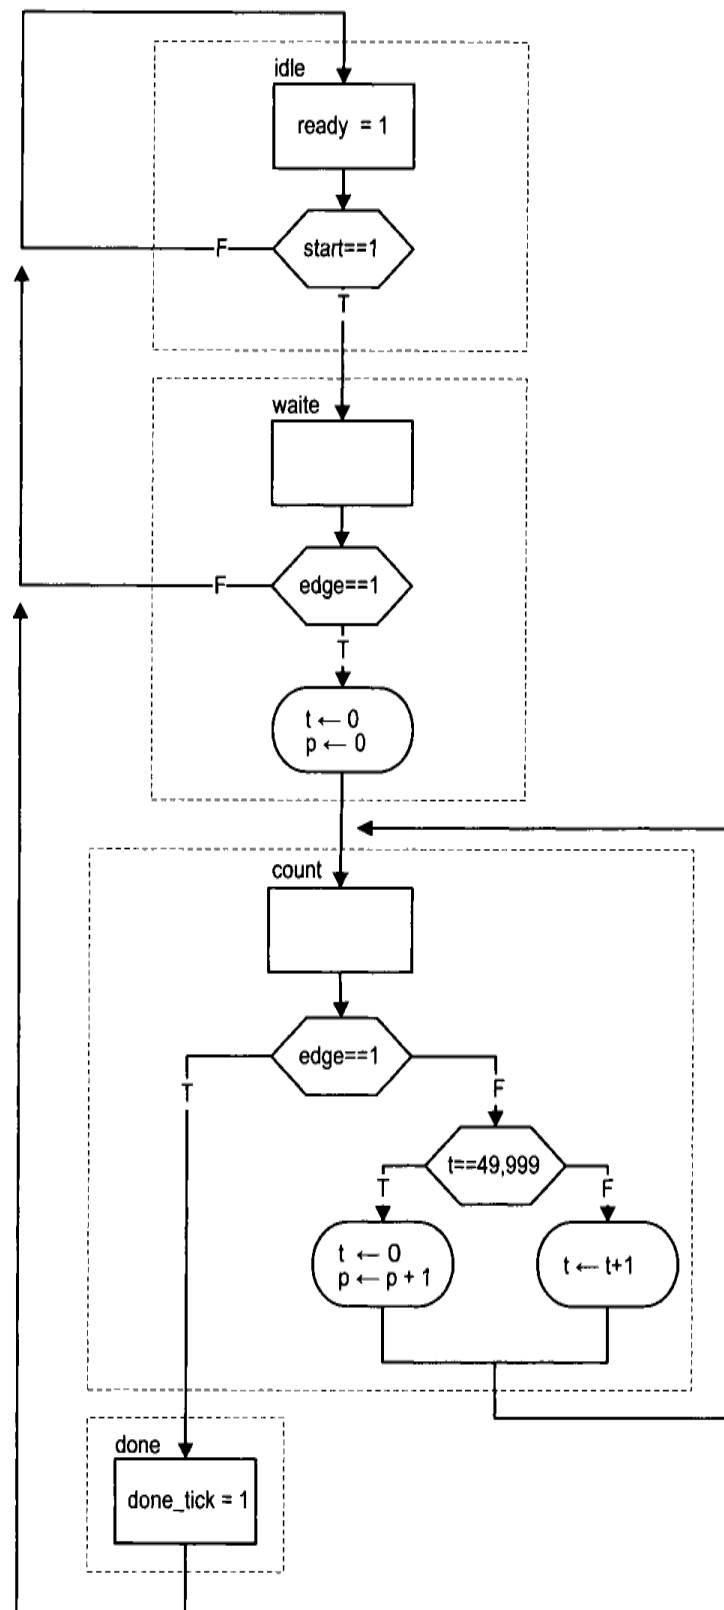 idle
ready = 1
F
start==1
T
waite
F
edge==1
T
t ← 0
p ← 0
count
edge==1
T
F
t==49,999
T
F
t ← 0
p ← p + 1
t ← t+1
done
done_tick = 1